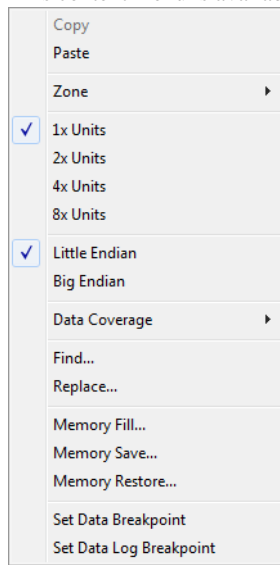 Copy
Paste
Zone
1x Units
2x Units
4x Units
8x Units
Little Endian
Big Endian
Data Coverage
Find...
Replace...
Memory Fill...
Memory Save...
Memory Restore...
Set Data Breakpoint
Set Data Log Breakpoint